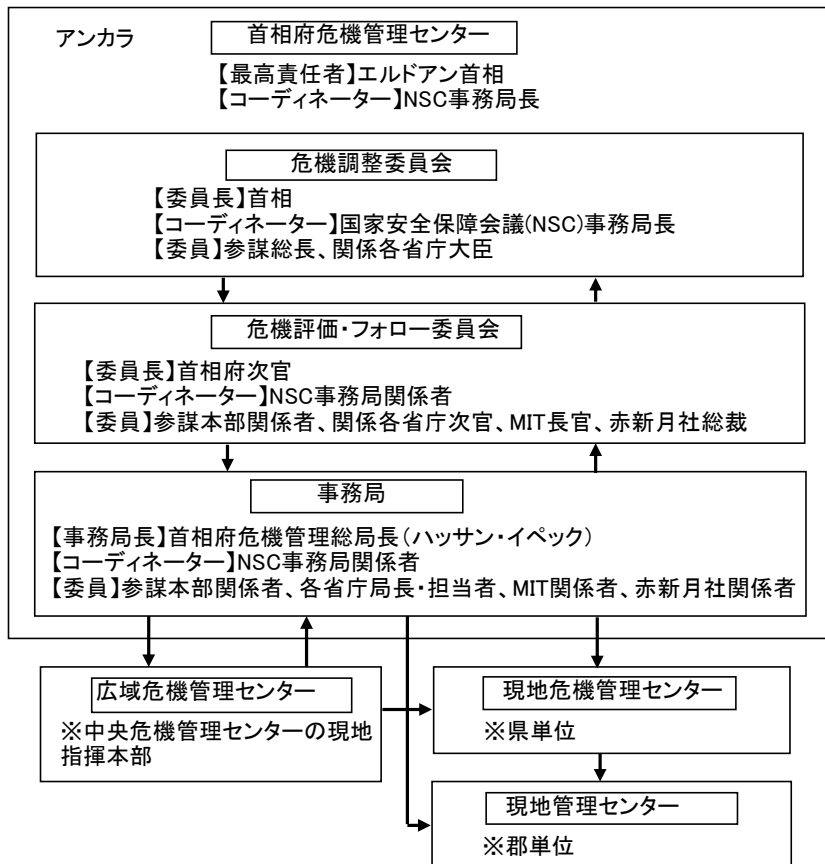 アンカラ
首相府危機管理センター
【最高責任者】エルドアン首相
【コーディネーター】NSC事務局長
危機調整委員会
【委員長】首相
【コーディネーター】国家安全保障会議(NSC)事務局長
【委員】参謀総長、関係各省庁大臣
危機評価・フォロー委員会
【委員長】首相府次官
【コーディネーター】NSC事務局関係者
【委員】参謀本部関係者、関係各省庁次官、MIT長官、赤新月社総裁
事務局
【事務局長】首相府危機管理総局長(ハッサン・イペック)
【コーディネーター】NSC事務局関係者
【委員】参謀本部関係者、各省庁局長・担当者、MIT関係者、赤新月社関係者
広域危機管理センター
※中央危機管理センターの現地
指揮本部
現地危機管理センター
※県単位
現地管理センター
※郡単位